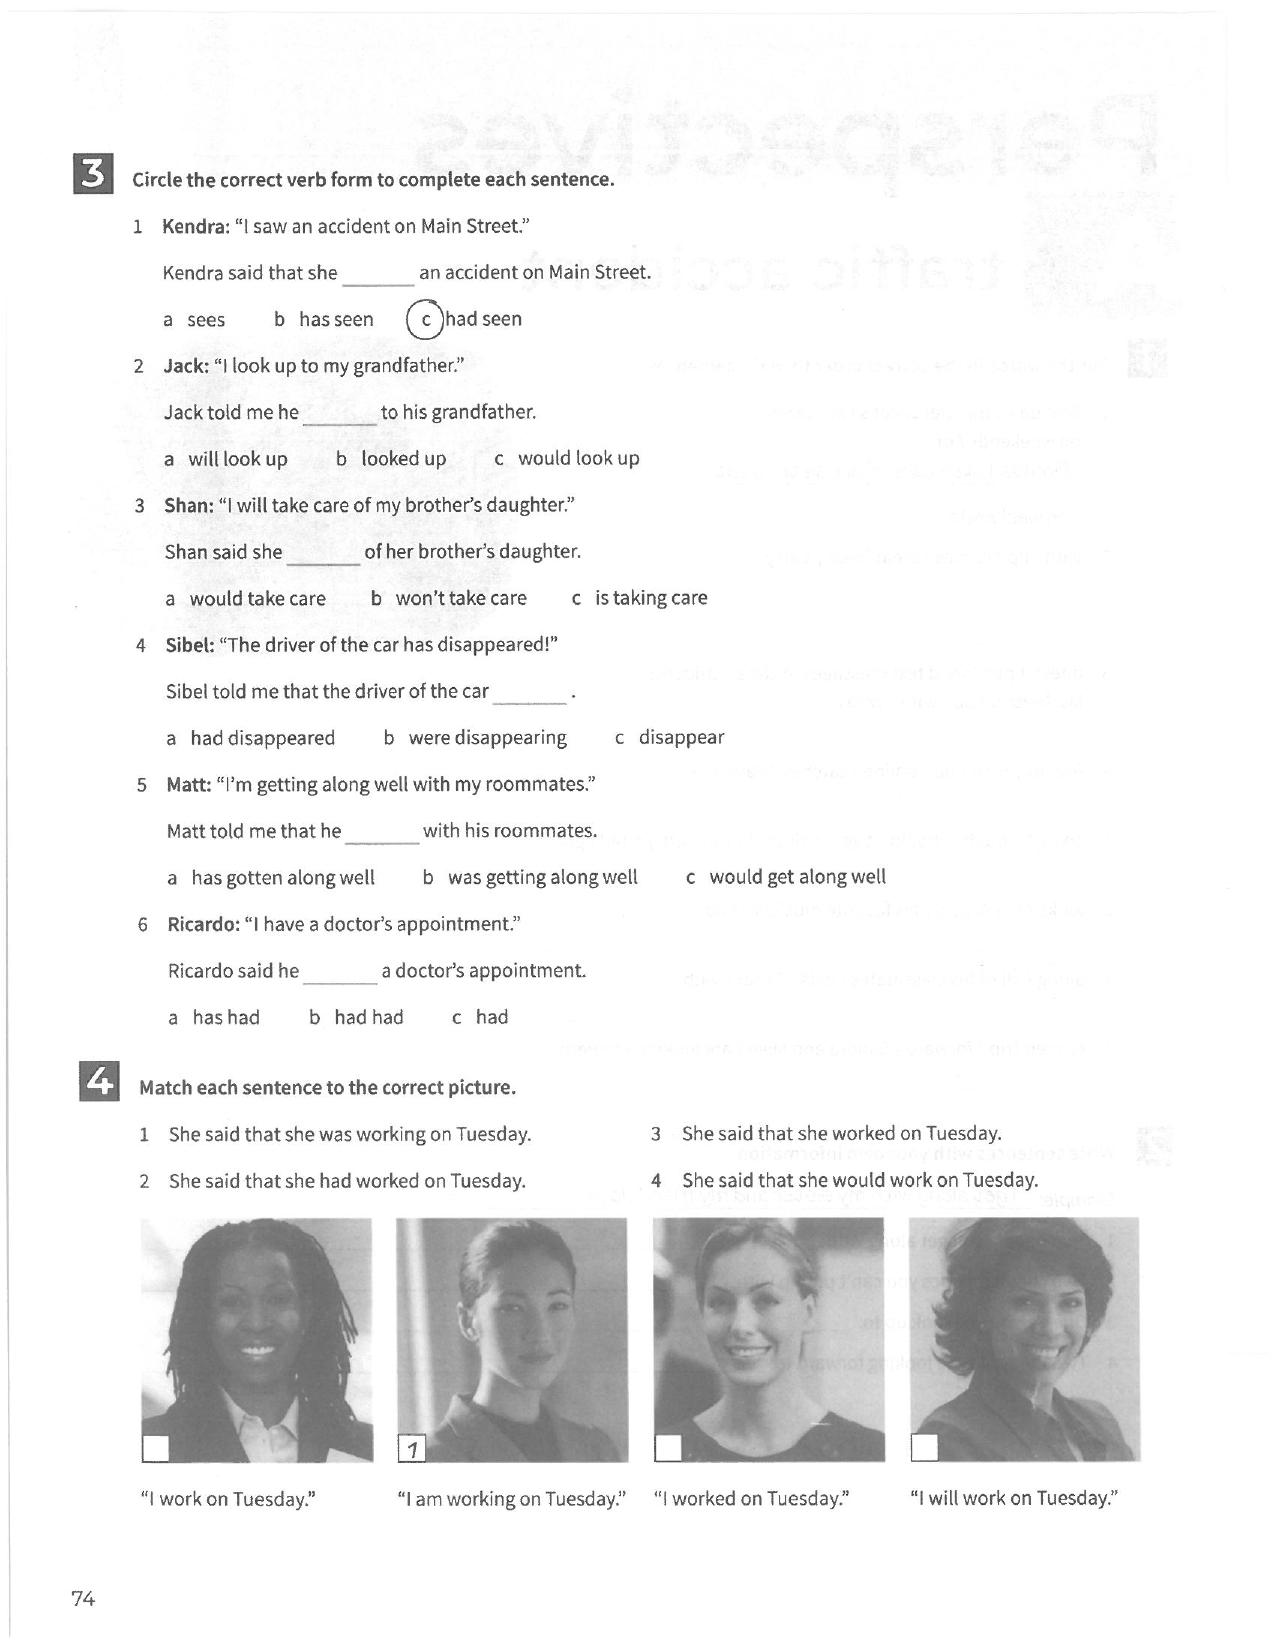 3 Circle the correct verb form to complete each sentence.
1 Kendra: “I saw an accident on Main Street.”
Kendra said that she ______ an accident on Main Street.
a sees b has seen c had seen
2 Jack: “I look up to my grandfather.”
Jack told me he ______ to his grandfather.
a will look up b looked up c would look up
3 Shan: “I will take care of my brother’s daughter.”
Shan said she ______ of her brother’s daughter.
a would take care b won’t take care c is taking care
4 Sibel: “The driver of the car has disappeared!”
Sibel told me that the driver of the car ______ .
a had disappeared b were disappearing c disappear
5 Matt: “I’m getting along well with my roommates.”
Matt told me that he ______ with his roommates.
a has gotten along well b was getting along well c would get along well
6 Ricardo: “I have a doctor’s appointment.”
Ricardo said he ______ a doctor’s appointment.
a has had b had had c had
4 Match each sentence to the correct picture.
1 She said that she was working on Tuesday.
2 She said that she had worked on Tuesday.
3 She said that she worked on Tuesday.
4 She said that she would work on Tuesday.
1
“I work on Tuesday.”
“I am working on Tuesday.”
“I worked on Tuesday.”
“I will work on Tuesday.”
74